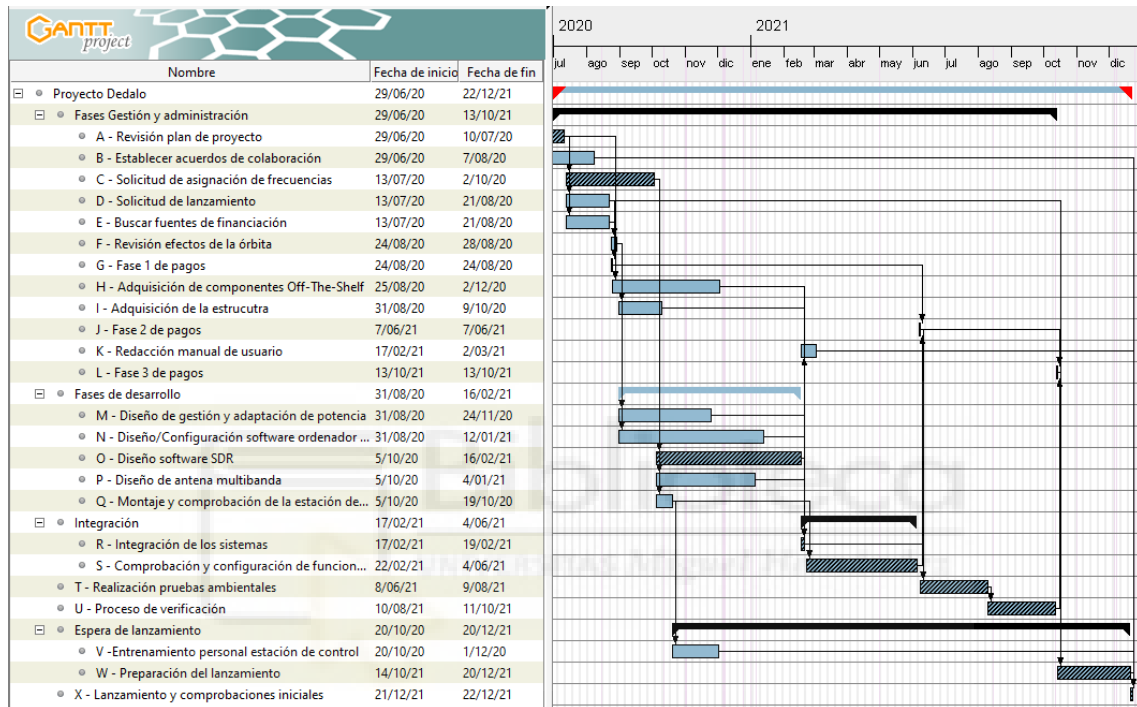 GANTT
project
2020 2021
Nombre Fecha de inicio Fecha de fin jul ago sep oct nov dic ene feb mar abr may jun jul ago sep oct nov dic
Proyecto Dedalo 29/06/20 22/12/21
Fases Gestión y administración 29/06/20 13/10/21
A - Revisión plan de proyecto 29/06/20 10/07/20
B - Establecer acuerdos de colaboración 29/06/20 7/08/20
C - Solicitud de asignación de frecuencias 13/07/20 2/10/20
D - Solicitud de lanzamiento 13/07/20 21/08/20
E - Buscar fuentes de financiación 13/07/20 21/08/20
F - Revisión efectos de la órbita 24/08/20 28/08/20
G - Fase 1 de pagos 24/08/20 24/08/20
H - Adquisición de componentes Off-The-Shelf 25/08/20 2/12/20
I - Adquisición de la estrucutra 31/08/20 9/10/20
J - Fase 2 de pagos 7/06/21 7/06/21
K - Redacción manual de usuario 17/02/21 2/03/21
L - Fase 3 de pagos 13/10/21 13/10/21
Fases de desarrollo 31/08/20 16/02/21
M - Diseño de gestión y adaptación de potencia 31/08/20 24/11/20
N - Diseño/Configuración software ordenador ... 31/08/20 12/01/21
O - Diseño software SDR 5/10/20 16/02/21
P - Diseño de antena multibanda 5/10/20 4/01/21
Q - Montaje y comprobación de la estación de... 5/10/20 19/10/20
Integración 17/02/21 4/06/21
R - Integración de los sistemas 17/02/21 19/02/21
S - Comprobación y configuración de funcion... 22/02/21 4/06/21
T - Realización pruebas ambientales 8/06/21 9/08/21
U - Proceso de verificación 10/08/21 11/10/21
Espera de lanzamiento 20/10/20 20/12/21
V -Entrenamiento personal estación de control 20/10/20 1/12/20
W - Preparación del lanzamiento 14/10/21 20/12/21
X - Lanzamiento y comprobaciones iniciales 21/12/21 22/12/21
Biblioteca